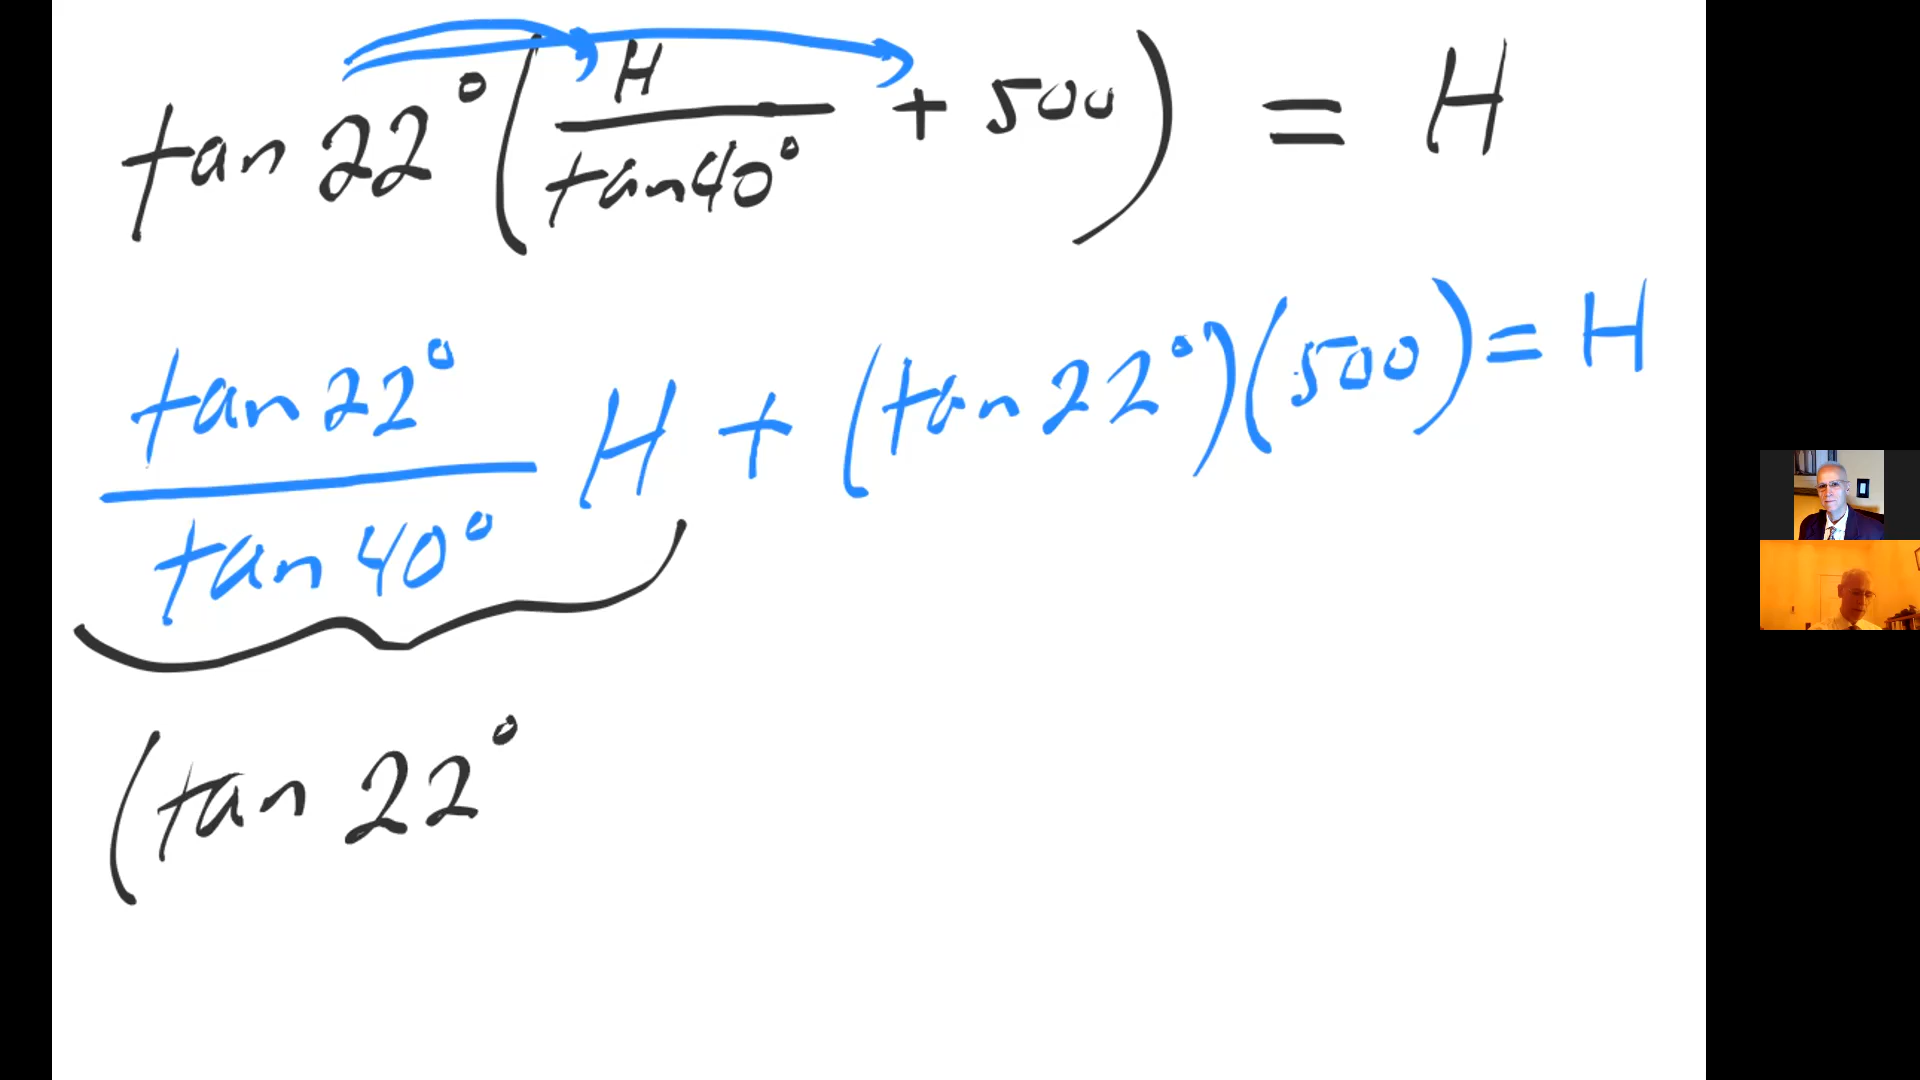 tan 22° ( H / tan 40° + 500 ) = H
tan 22° / tan 40° H + (tan 22°)(500) = H
(tan 22°